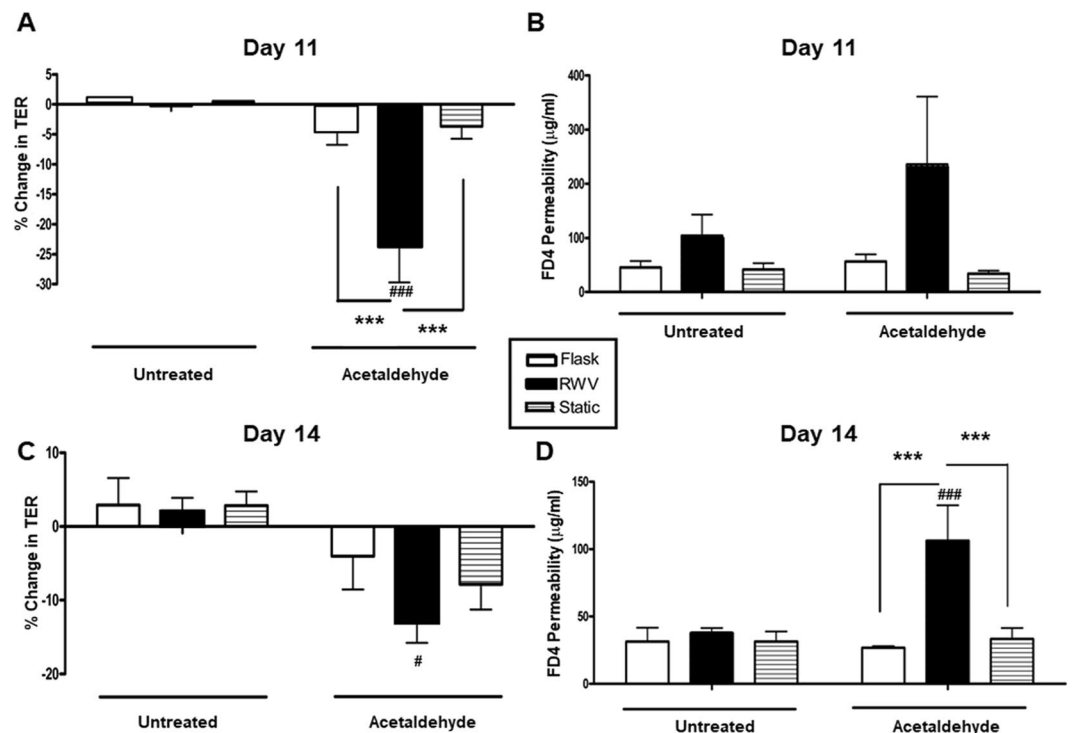 A
Day 11
% Change in TER
5
0
-5
-10
-15
-20
-25
-30
###
*** ***
Untreated Acetaldehyde
B
Day 11
FD4 Permeability (μg/ml)
400
300
200
100
0
Untreated Acetaldehyde
Flask
RWV
Static
C
Day 14
% Change in TER
10
0
-10
-20
#
Untreated Acetaldehyde
D
Day 14
FD4 Permeability (μg/ml)
150
100
50
0
*** ***
###
Untreated Acetaldehyde